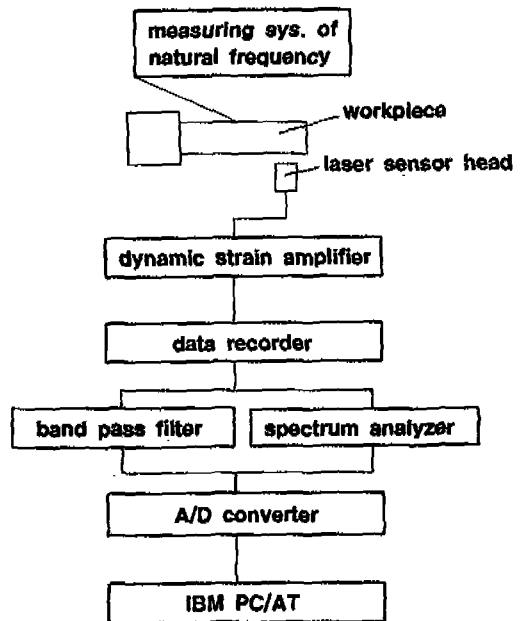 measuring sys. of
natural frequency
workpiece
laser sensor head
dynamic strain amplifier
data recorder
band pass filter
spectrum analyzer
A/D converter
IBM PC/AT